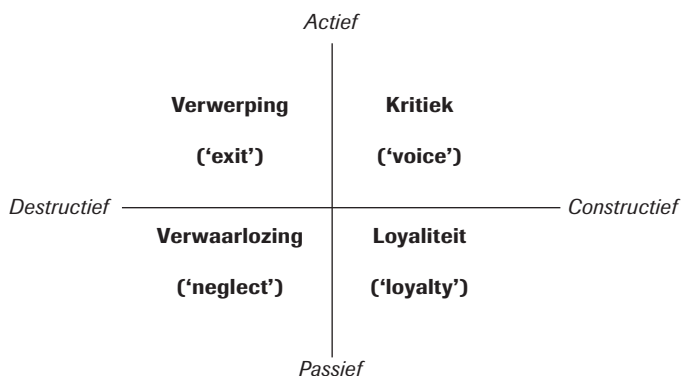 Actief
Verwerping Kritiek
(‘exit’) (‘voice’)
Destructief Constructief
Verwaarlozing Loyaliteit
(‘neglect’) (‘loyalty’)
Passief